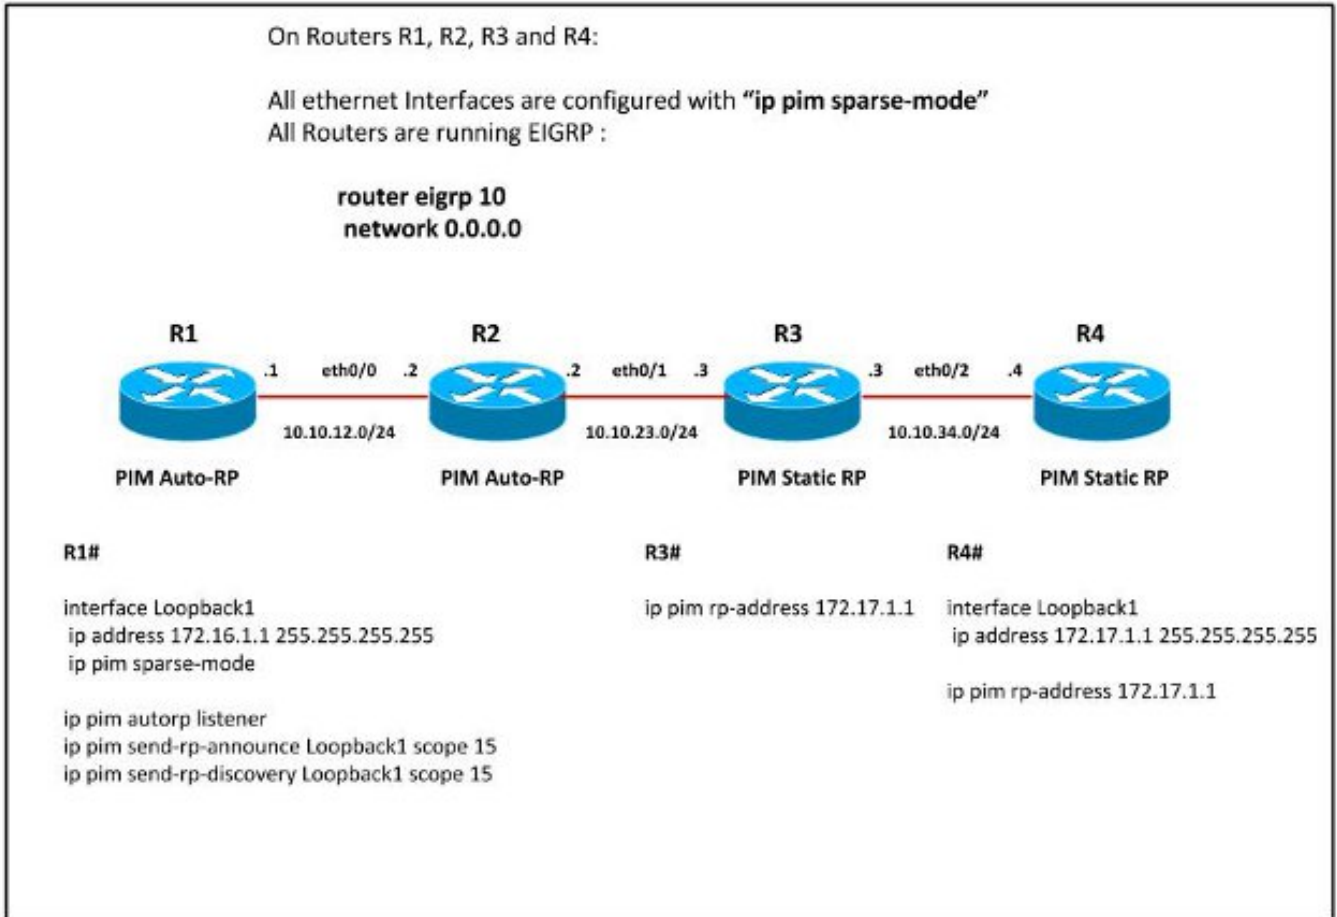 On Routers R1, R2, R3 and R4:
All ethernet Interfaces are configured with “ip pim sparse-mode”
All Routers are running EIGRP :
router eigrp 10
network 0.0.0.0
R1
R2
R3
R4
.1 eth0/0 .2
.2 eth0/1 .3
.3 eth0/2 .4
10.10.12.0/24
10.10.23.0/24
10.10.34.0/24
PIM Auto-RP
PIM Auto-RP
PIM Static RP
PIM Static RP
R1#
interface Loopback1
ip address 172.16.1.1 255.255.255.255
ip pim sparse-mode
ip pim autorp listener
ip pim send-rp-announce Loopback1 scope 15
ip pim send-rp-discovery Loopback1 scope 15
R3#
ip pim rp-address 172.17.1.1
R4#
interface Loopback1
ip address 172.17.1.1 255.255.255.255
ip pim rp-address 172.17.1.1